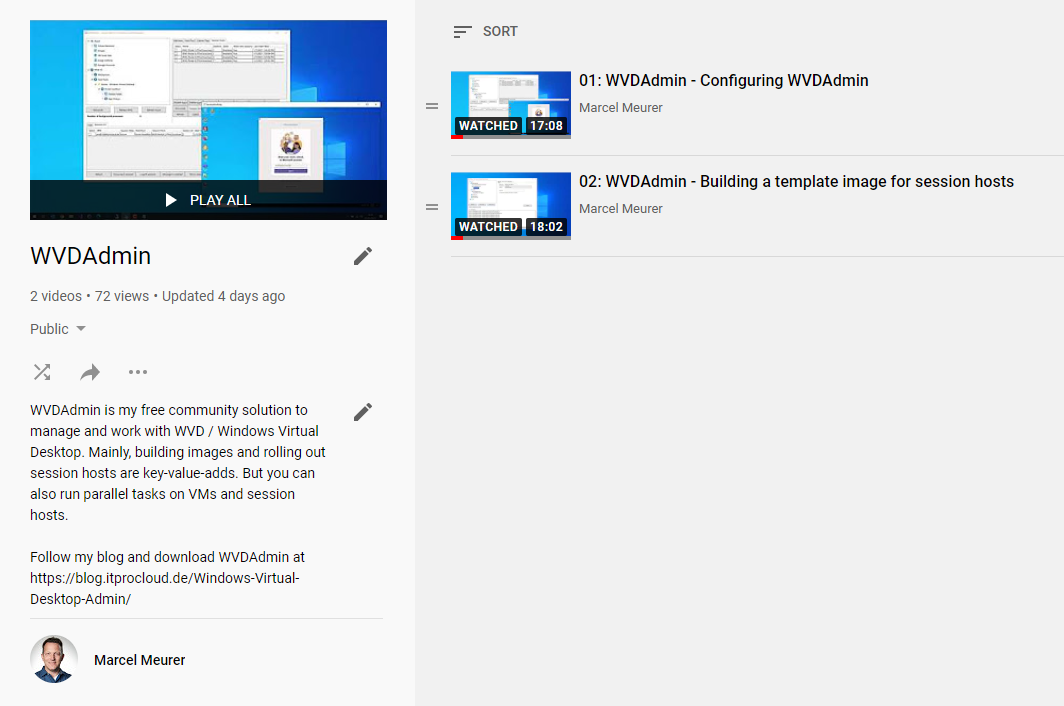 PLAY ALL
WVDAdmin
2 videos • 72 views • Updated 4 days ago
Public
WVDAdmin is my free community solution to
manage and work with WVD / Windows Virtual
Desktop. Mainly, building images and rolling out
session hosts are key-value-adds. But you can
also run parallel tasks on VMs and session
hosts.
Follow my blog and download WVDAdmin at
https://blog.itprocloud.de/Windows-Virtual-
Desktop-Admin/
Marcel Meurer
SORT
01: WVDAdmin - Configuring WVDAdmin
Marcel Meurer
WATCHED 17:08
02: WVDAdmin - Building a template image for session hosts
Marcel Meurer
WATCHED 18:02